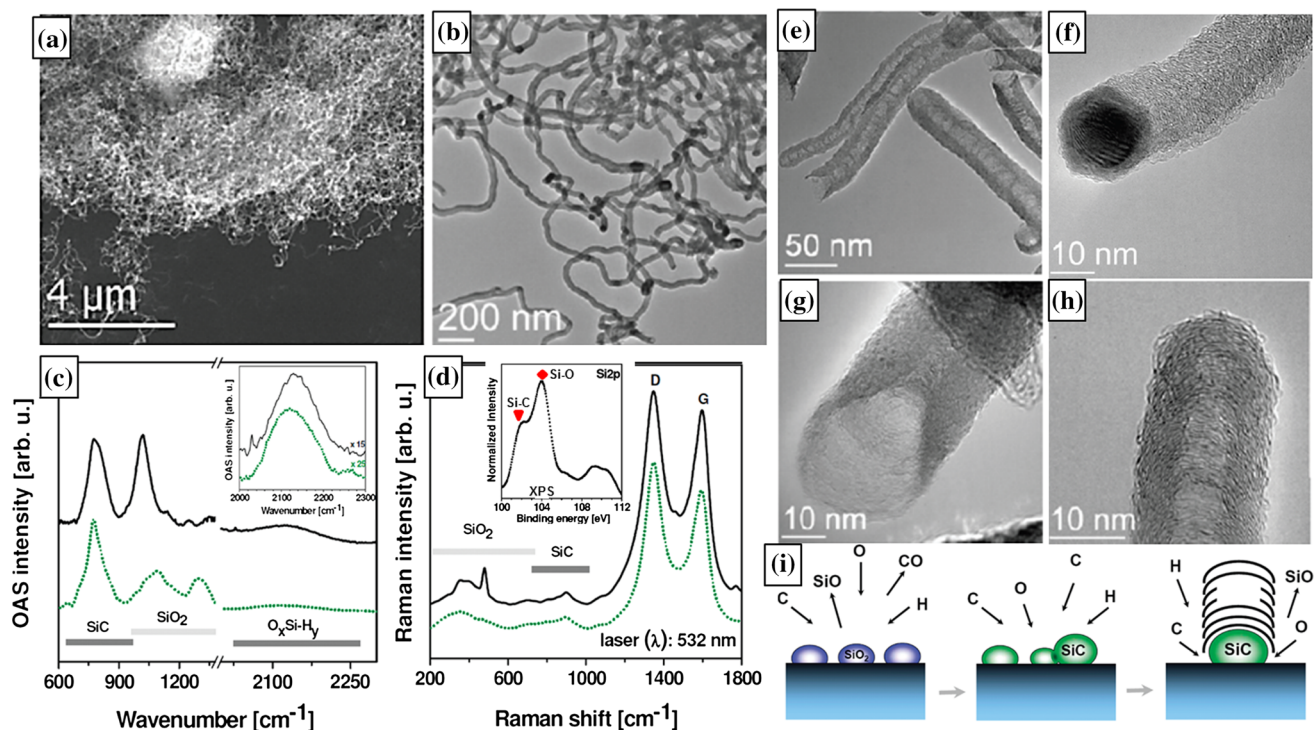 (a)
4 μm
(b)
200 nm
(e)
50 nm
(f)
10 nm
(g)
10 nm
(h)
10 nm
(c)
OAS intensity [arb. u.]
OAS intensity [arb. u.]
x 15
x 25
2000 2100 2200 2300
Wavenumber [cm-1]
SiC
SiO2
OxSi-Hy
600 900 1200 2100 2250
Wavenumber [cm-1]
(d)
Raman intensity [arb. u.]
Normalized Intensity
Si-O
Si2p
Si-C
XPS
100 104 108 112
Binding energy [eV]
D
G
SiO2
SiC
laser (λ): 532 nm
200 400 600 800 1400 1600 1800
Raman shift [cm-1]
(i)
C
SiO
O
CO
H
SiO2
C
O
C
H
SiC
H
SiO
C
O
SiC